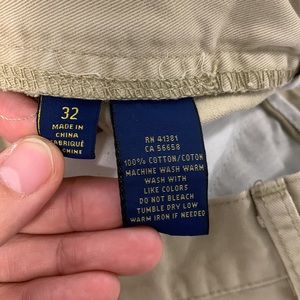 32
MADE IN
CHINA
FABRIQUÉ
CHINE
RN 41381
CA 56658
100% COTTON/COTON
MACHINE WASH WARM
WASH WITH
LIKE COLORS
DO NOT BLEACH
TUMBLE DRY LOW
WARM IRON IF NEEDED